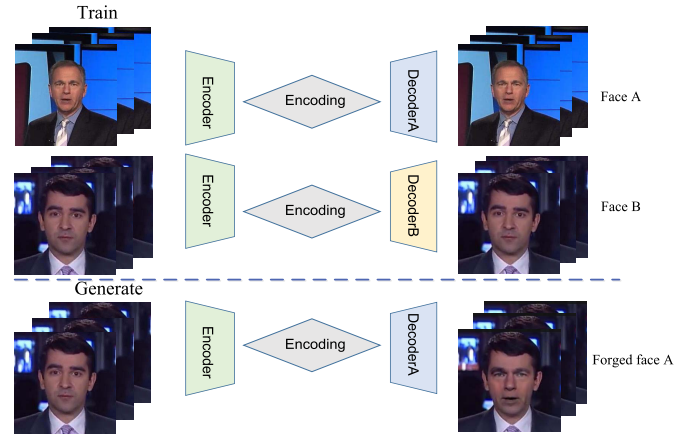 Train
Encoder
Encoding
DecoderA
Face A
Encoder
Encoding
DecoderB
Face B
Generate
Encoder
Encoding
DecoderA
Forged face A